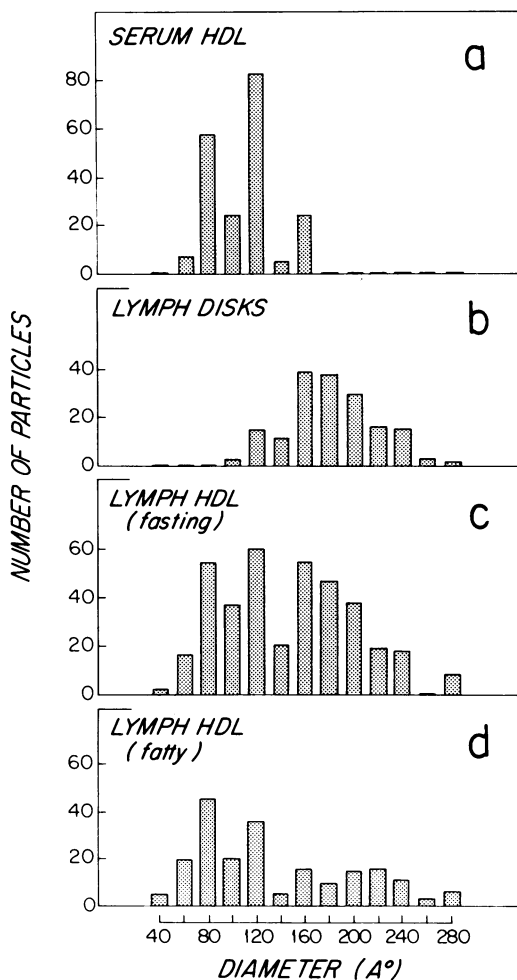 SERUM HDL
a
80
60
40
20
0
LYMPH DISKS
b
40
20
0
LYMPH HDL
(fasting)
c
60
40
20
0
LYMPH HDL
(fatty)
d
40
20
0
40 80 120 160 200 240 280
DIAMETER (A°)
NUMBER OF PARTICLES